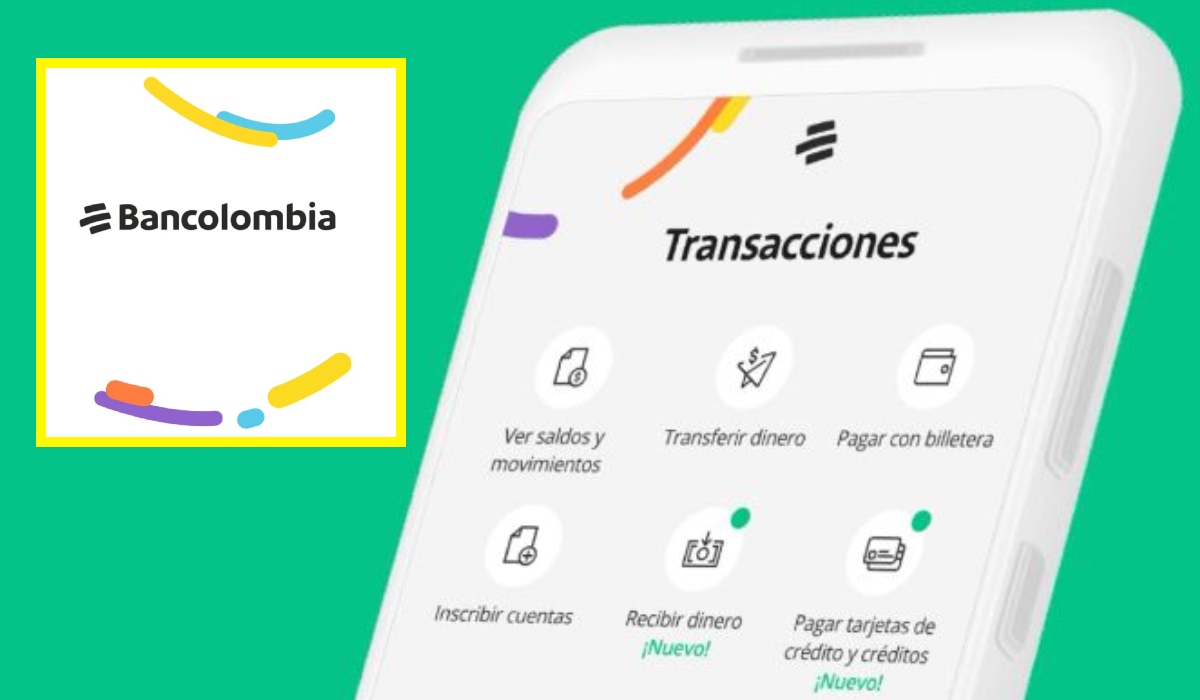 Bancolombia
Transacciones
Ver saldos y
movimientos
Transferir dinero
Pagar con billetera
Inscribir cuentas
Recibir dinero
¡Nuevo!
Pagar tarjetas de
crédito y créditos
¡Nuevo!